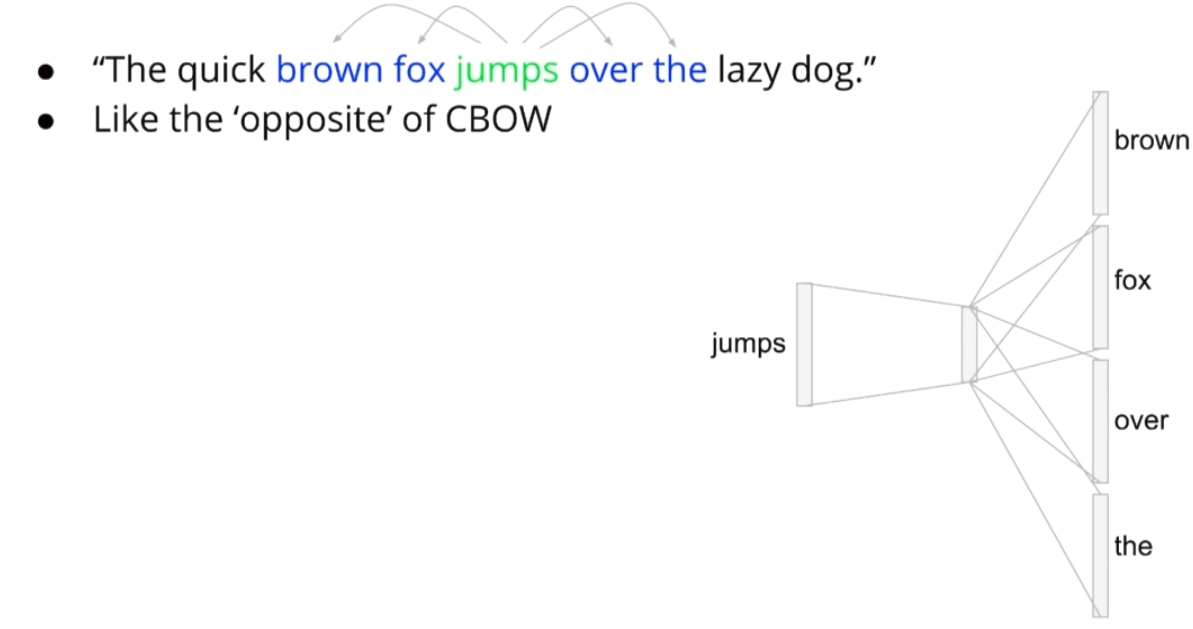 ● “The quick brown fox jumps over the lazy dog.”
● Like the ‘opposite’ of CBOW
brown
fox
jumps
over
the